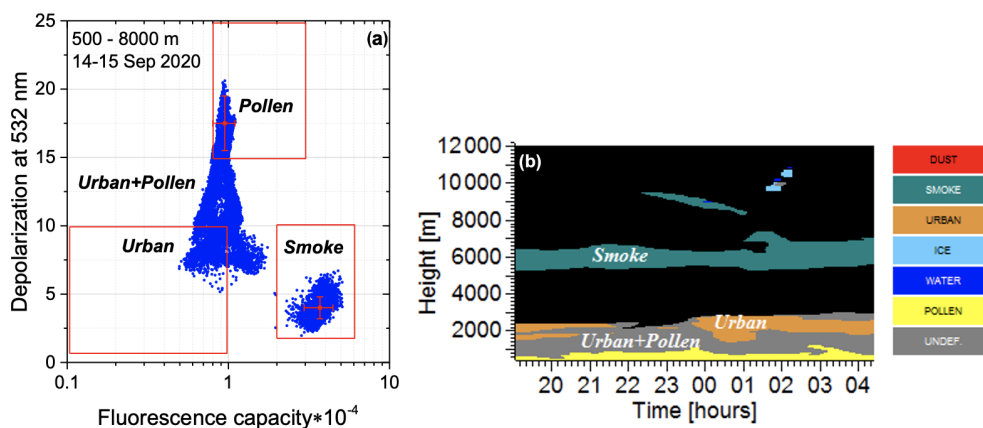 (a)
500 - 8000 m
14-15 Sep 2020
Pollen
Urban+Pollen
Urban
Smoke
Depolarization at 532 nm
25
20
15
10
5
0
0.1
1
10
Fluorescence capacity*10-4
(b)
Height [m]
12000
10000
8000
6000
4000
2000
Smoke
Urban
Urban+Pollen
20 21 22 23 00 01 02 03 04
Time [hours]
DUST
SMOKE
URBAN
ICE
WATER
POLLEN
UNDEF.